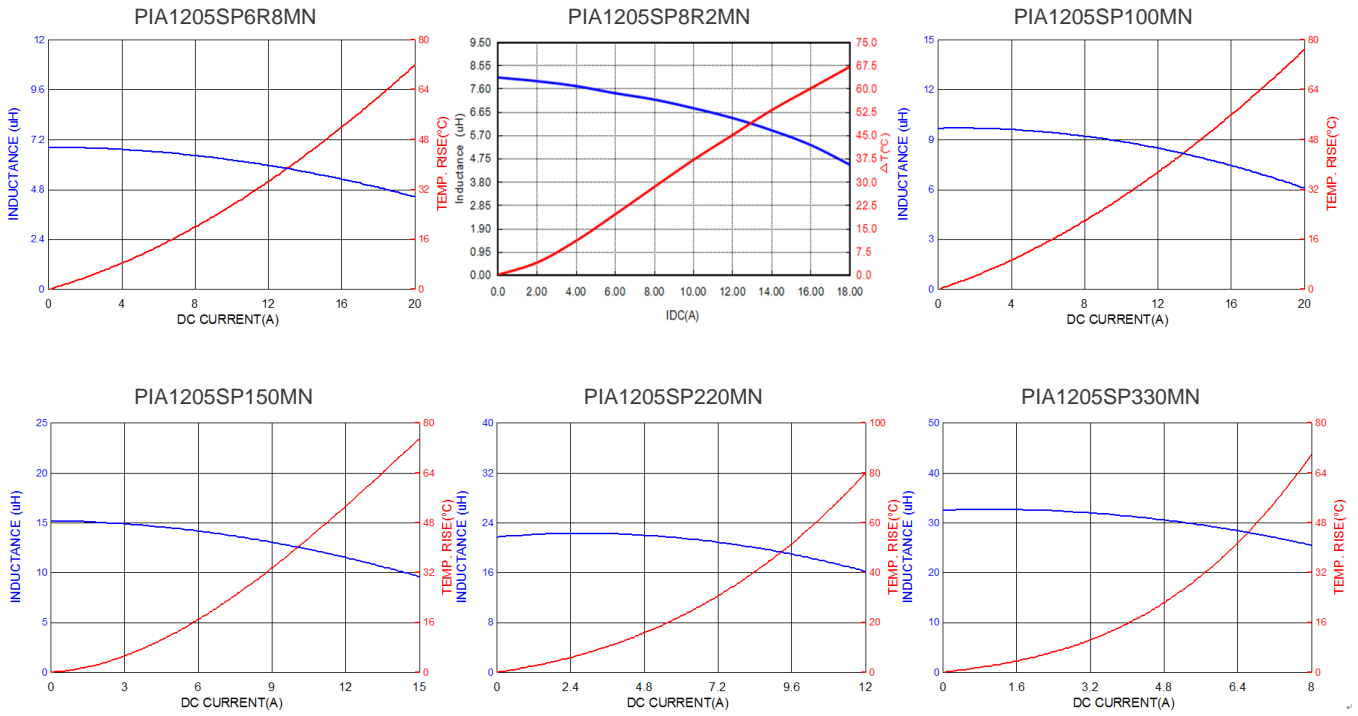 PIA1205SP6R8MN
12
9.6
7.2
4.8
2.4
0
INDUCTANCE (uH)
80
64
48
32
16
0
TEMP. RISE(ºC)
0 4 8 12 16 20
DC CURRENT(A)
PIA1205SP8R2MN
9.50
8.55
7.60
6.65
5.70
4.75
3.80
2.85
1.90
0.95
0.00
Inductance (uH)
75.0
67.5
60.0
52.5
45.0
37.5
30.0
22.5
15.0
7.5
0.0
ΔT(ºC)
0.0 2.00 4.00 6.00 8.00 10.00 12.00 14.00 16.00 18.00
IDC(A)
PIA1205SP100MN
15
12
9
6
3
0
INDUCTANCE (uH)
80
64
48
32
16
0
TEMP. RISE(ºC)
0 4 8 12 16 20
DC CURRENT(A)
PIA1205SP150MN
25
20
15
10
5
0
INDUCTANCE (uH)
80
64
48
32
16
0
TEMP. RISE(ºC)
0 3 6 9 12 15
DC CURRENT(A)
PIA1205SP220MN
40
32
24
16
8
0
INDUCTANCE (uH)
100
80
60
40
20
0
TEMP. RISE(ºC)
0 2.4 4.8 7.2 9.6 12
DC CURRENT(A)
PIA1205SP330MN
50
40
30
20
10
0
INDUCTANCE (uH)
80
64
48
32
16
0
TEMP. RISE(ºC)
0 1.6 3.2 4.8 6.4 8
DC CURRENT(A)